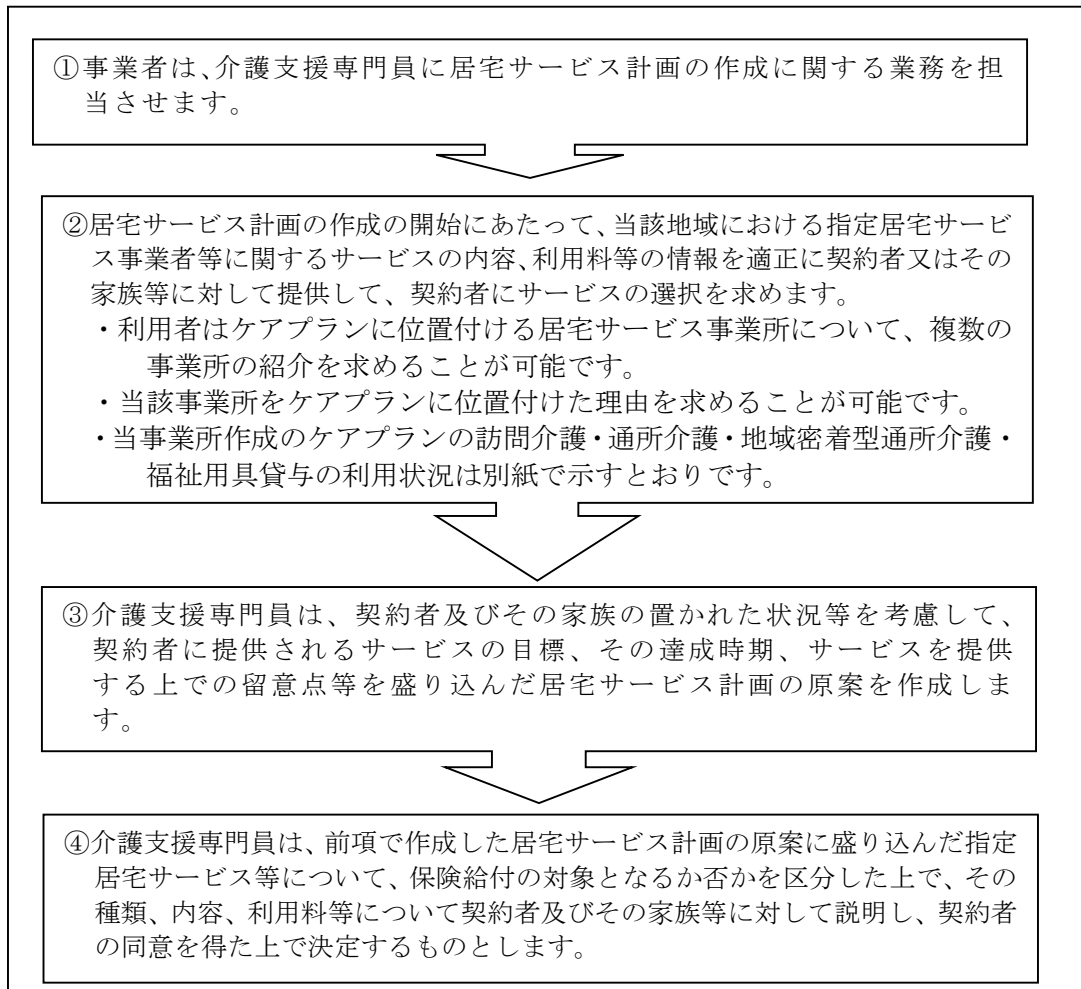 ①事業者は、介護支援専門員に居宅サービス計画の作成に関する業務を担
当させます。
②居宅サービス計画の作成の開始にあたって、当該地域における指定居宅サービ
ス事業者等に関するサービスの内容、利用料等の情報を適正に契約者又はその
家族等に対して提供して、契約者にサービスの選択を求めます。
・利用者はケアプランに位置付ける居宅サービス事業所について、複数の
事業所の紹介を求めることが可能です。
・当該事業所をケアプランに位置付けた理由を求めることが可能です。
・当事業所作成のケアプランの訪問介護・通所介護・地域密着型通所介護・
福祉用具貸与の利用状況は別紙で示すとおりです。
③介護支援専門員は、契約者及びその家族の置かれた状況等を考慮して、
契約者に提供されるサービスの目標、その達成時期、サービスを提供
する上での留意点等を盛り込んだ居宅サービス計画の原案を作成しま
す。
④介護支援専門員は、前項で作成した居宅サービス計画の原案に盛り込んだ指定
居宅サービス等について、保険給付の対象となるか否かを区分した上で、その
種類、内容、利用料等について契約者及びその家族等に対して説明し、契約者
の同意を得た上で決定するものとします。